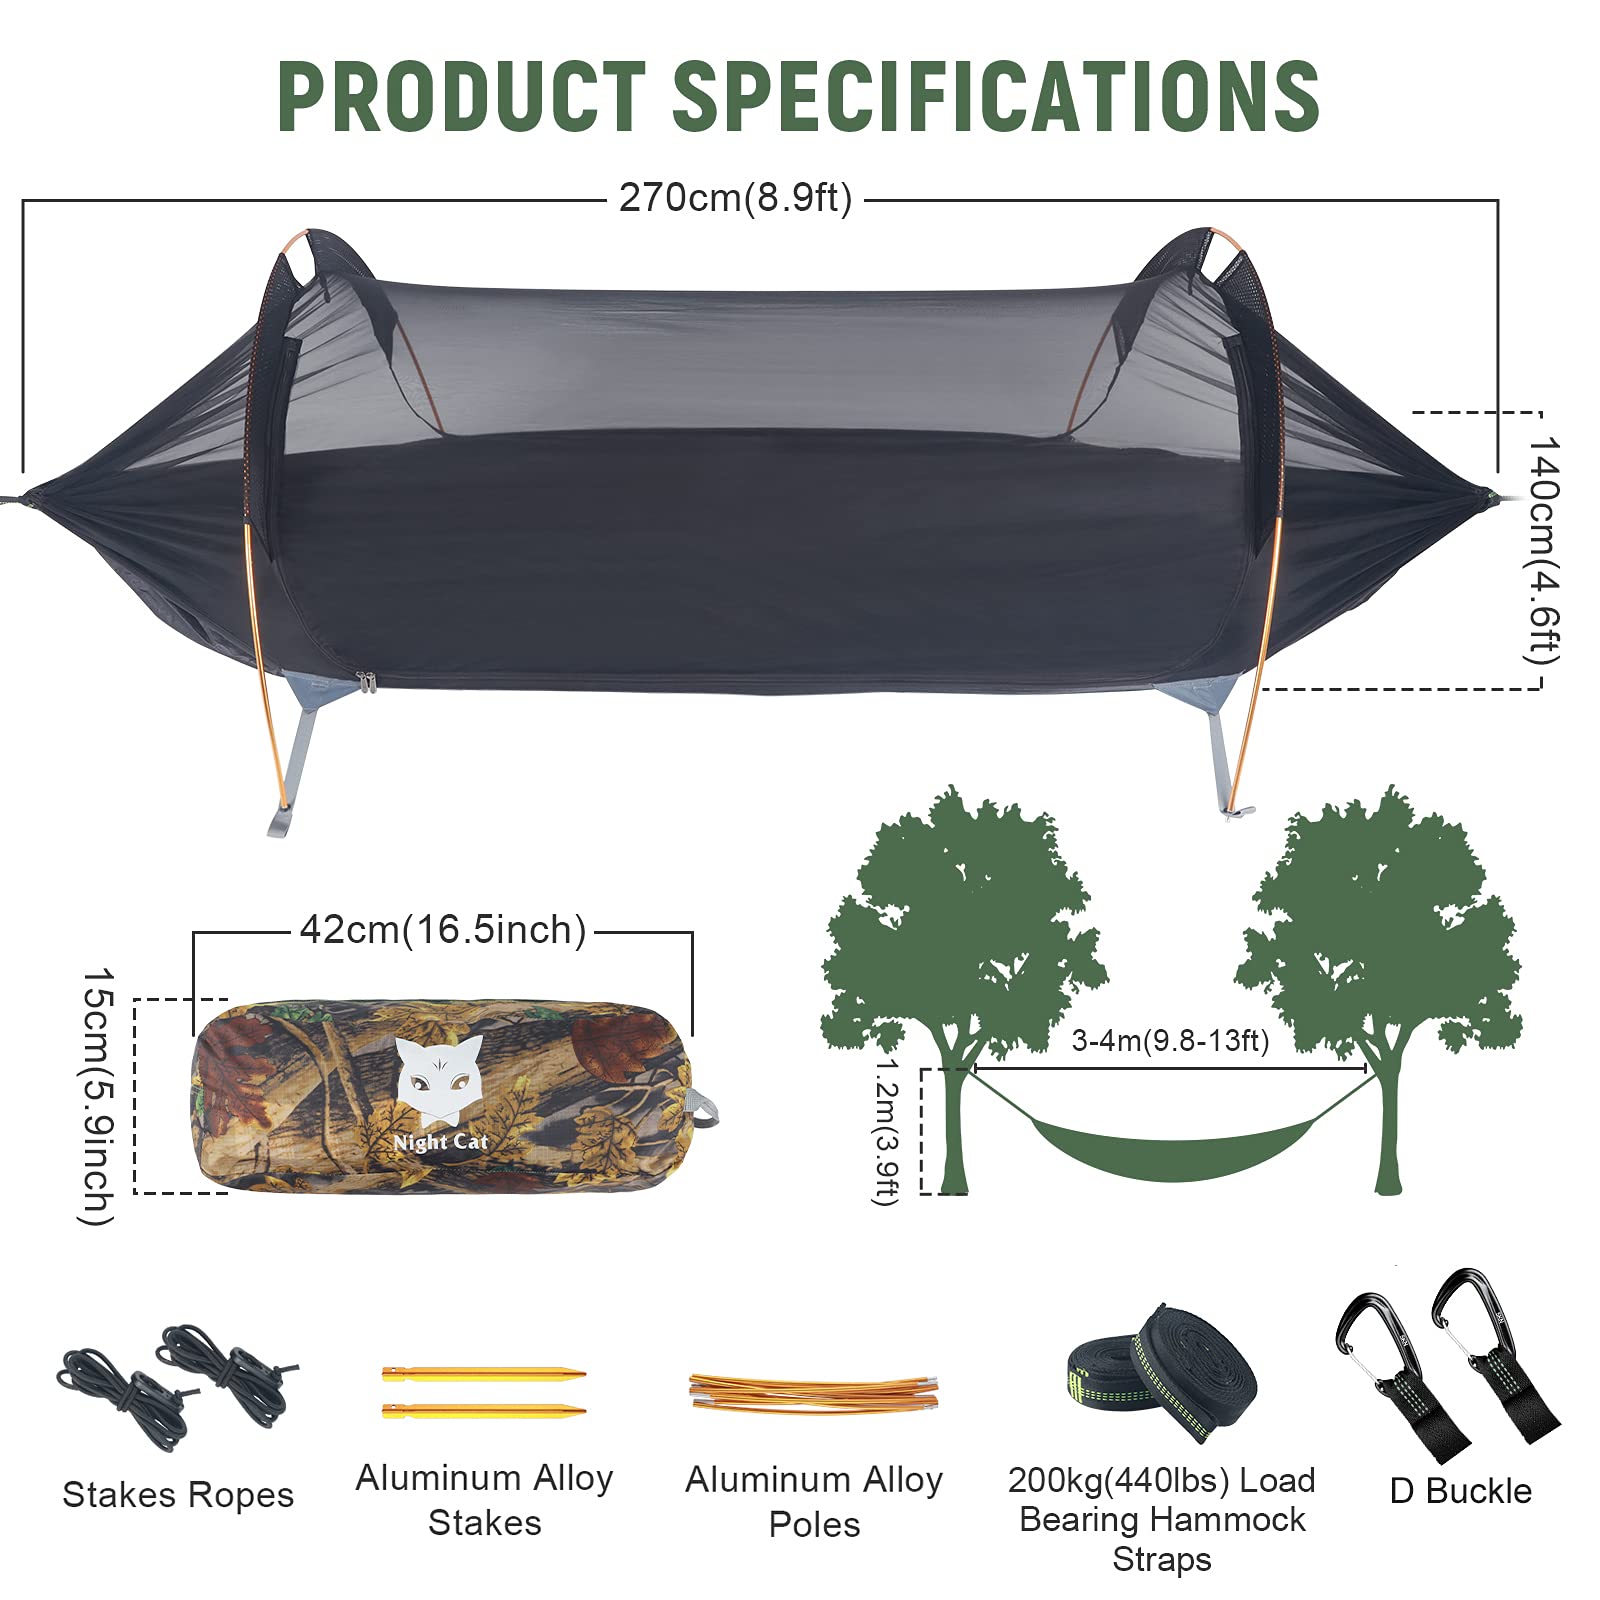 PRODUCT SPECIFICATIONS
270cm(8.9ft)
140cm(4.6ft)
42cm(16.5inch)
15cm(5.9inch)
Night Cat
3-4m(9.8-13ft)
1.2m(3.9ft)
Stakes Ropes
Aluminum Alloy
Stakes
Aluminum Alloy
Poles
200kg(440lbs) Load
Bearing Hammock
Straps
D Buckle